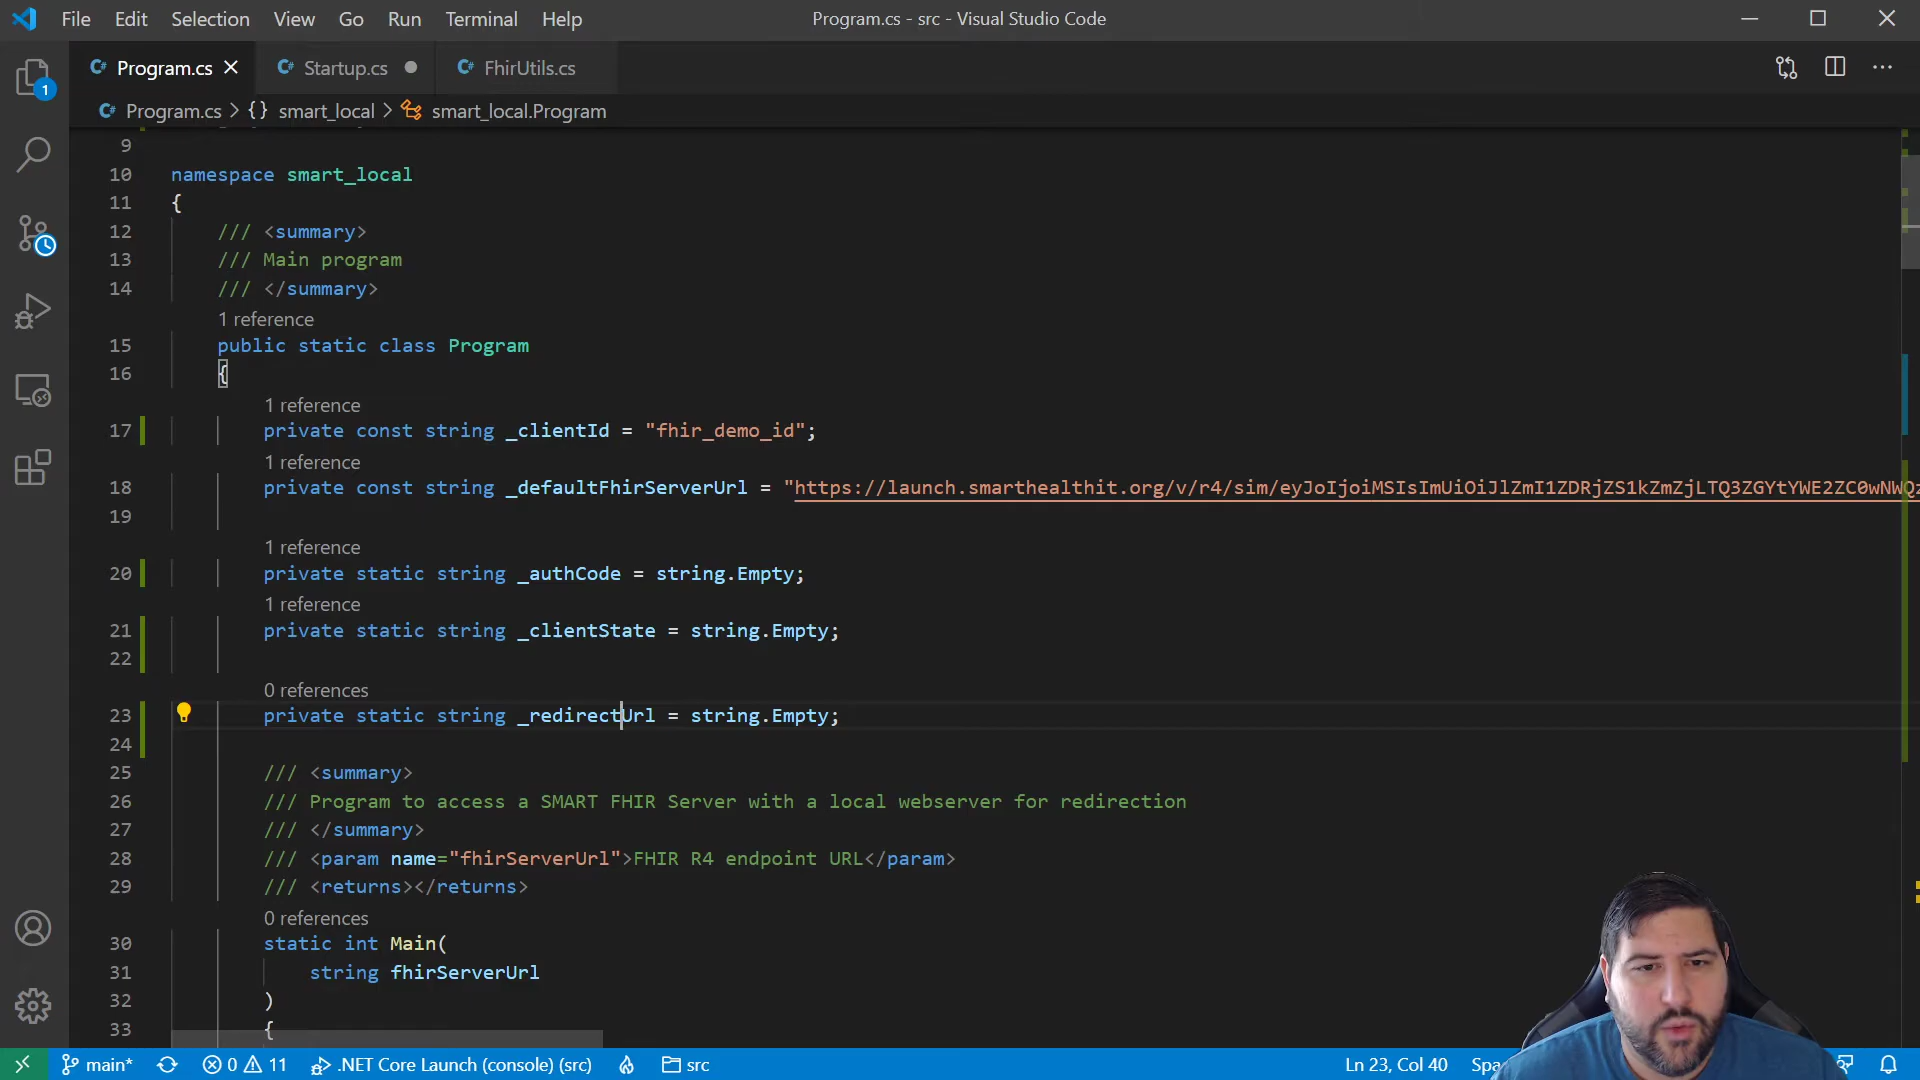 File Edit Selection View Go Run Terminal Help
Program.cs - src - Visual Studio Code
Program.cs
Startup.cs
FhirUtils.cs
Program.cs > {} smart_local > smart_local.Program
1
9
10 namespace smart_local
11 {
12 /// <summary>
13 /// Main program
14 /// </summary>
1 reference
15 public static class Program
16 {
1 reference
17 private const string _clientId = "fhir_demo_id";
1 reference
18 private const string _defaultFhirServerUrl = "https://launch.smarthealthit.org/v/r4/sim/eyJoIjoiMSIsImUiOiJlZmI1ZDRjZS1kZmZjLTQ3ZGYtYWE2ZC0wNWQz
19
1 reference
20 private static string _authCode = string.Empty;
1 reference
21 private static string _clientState = string.Empty;
22
0 references
23 private static string _redirectUrl = string.Empty;
24
25 /// <summary>
26 /// Program to access a SMART FHIR Server with a local webserver for redirection
27 /// </summary>
28 /// <param name="fhirServerUrl">FHIR R4 endpoint URL</param>
29 /// <returns></returns>
0 references
30 static int Main(
31 string fhirServerUrl
32 )
33 {
main* 0 11 .NET Core Launch (console) (src) src Ln 23, Col 40 Spa